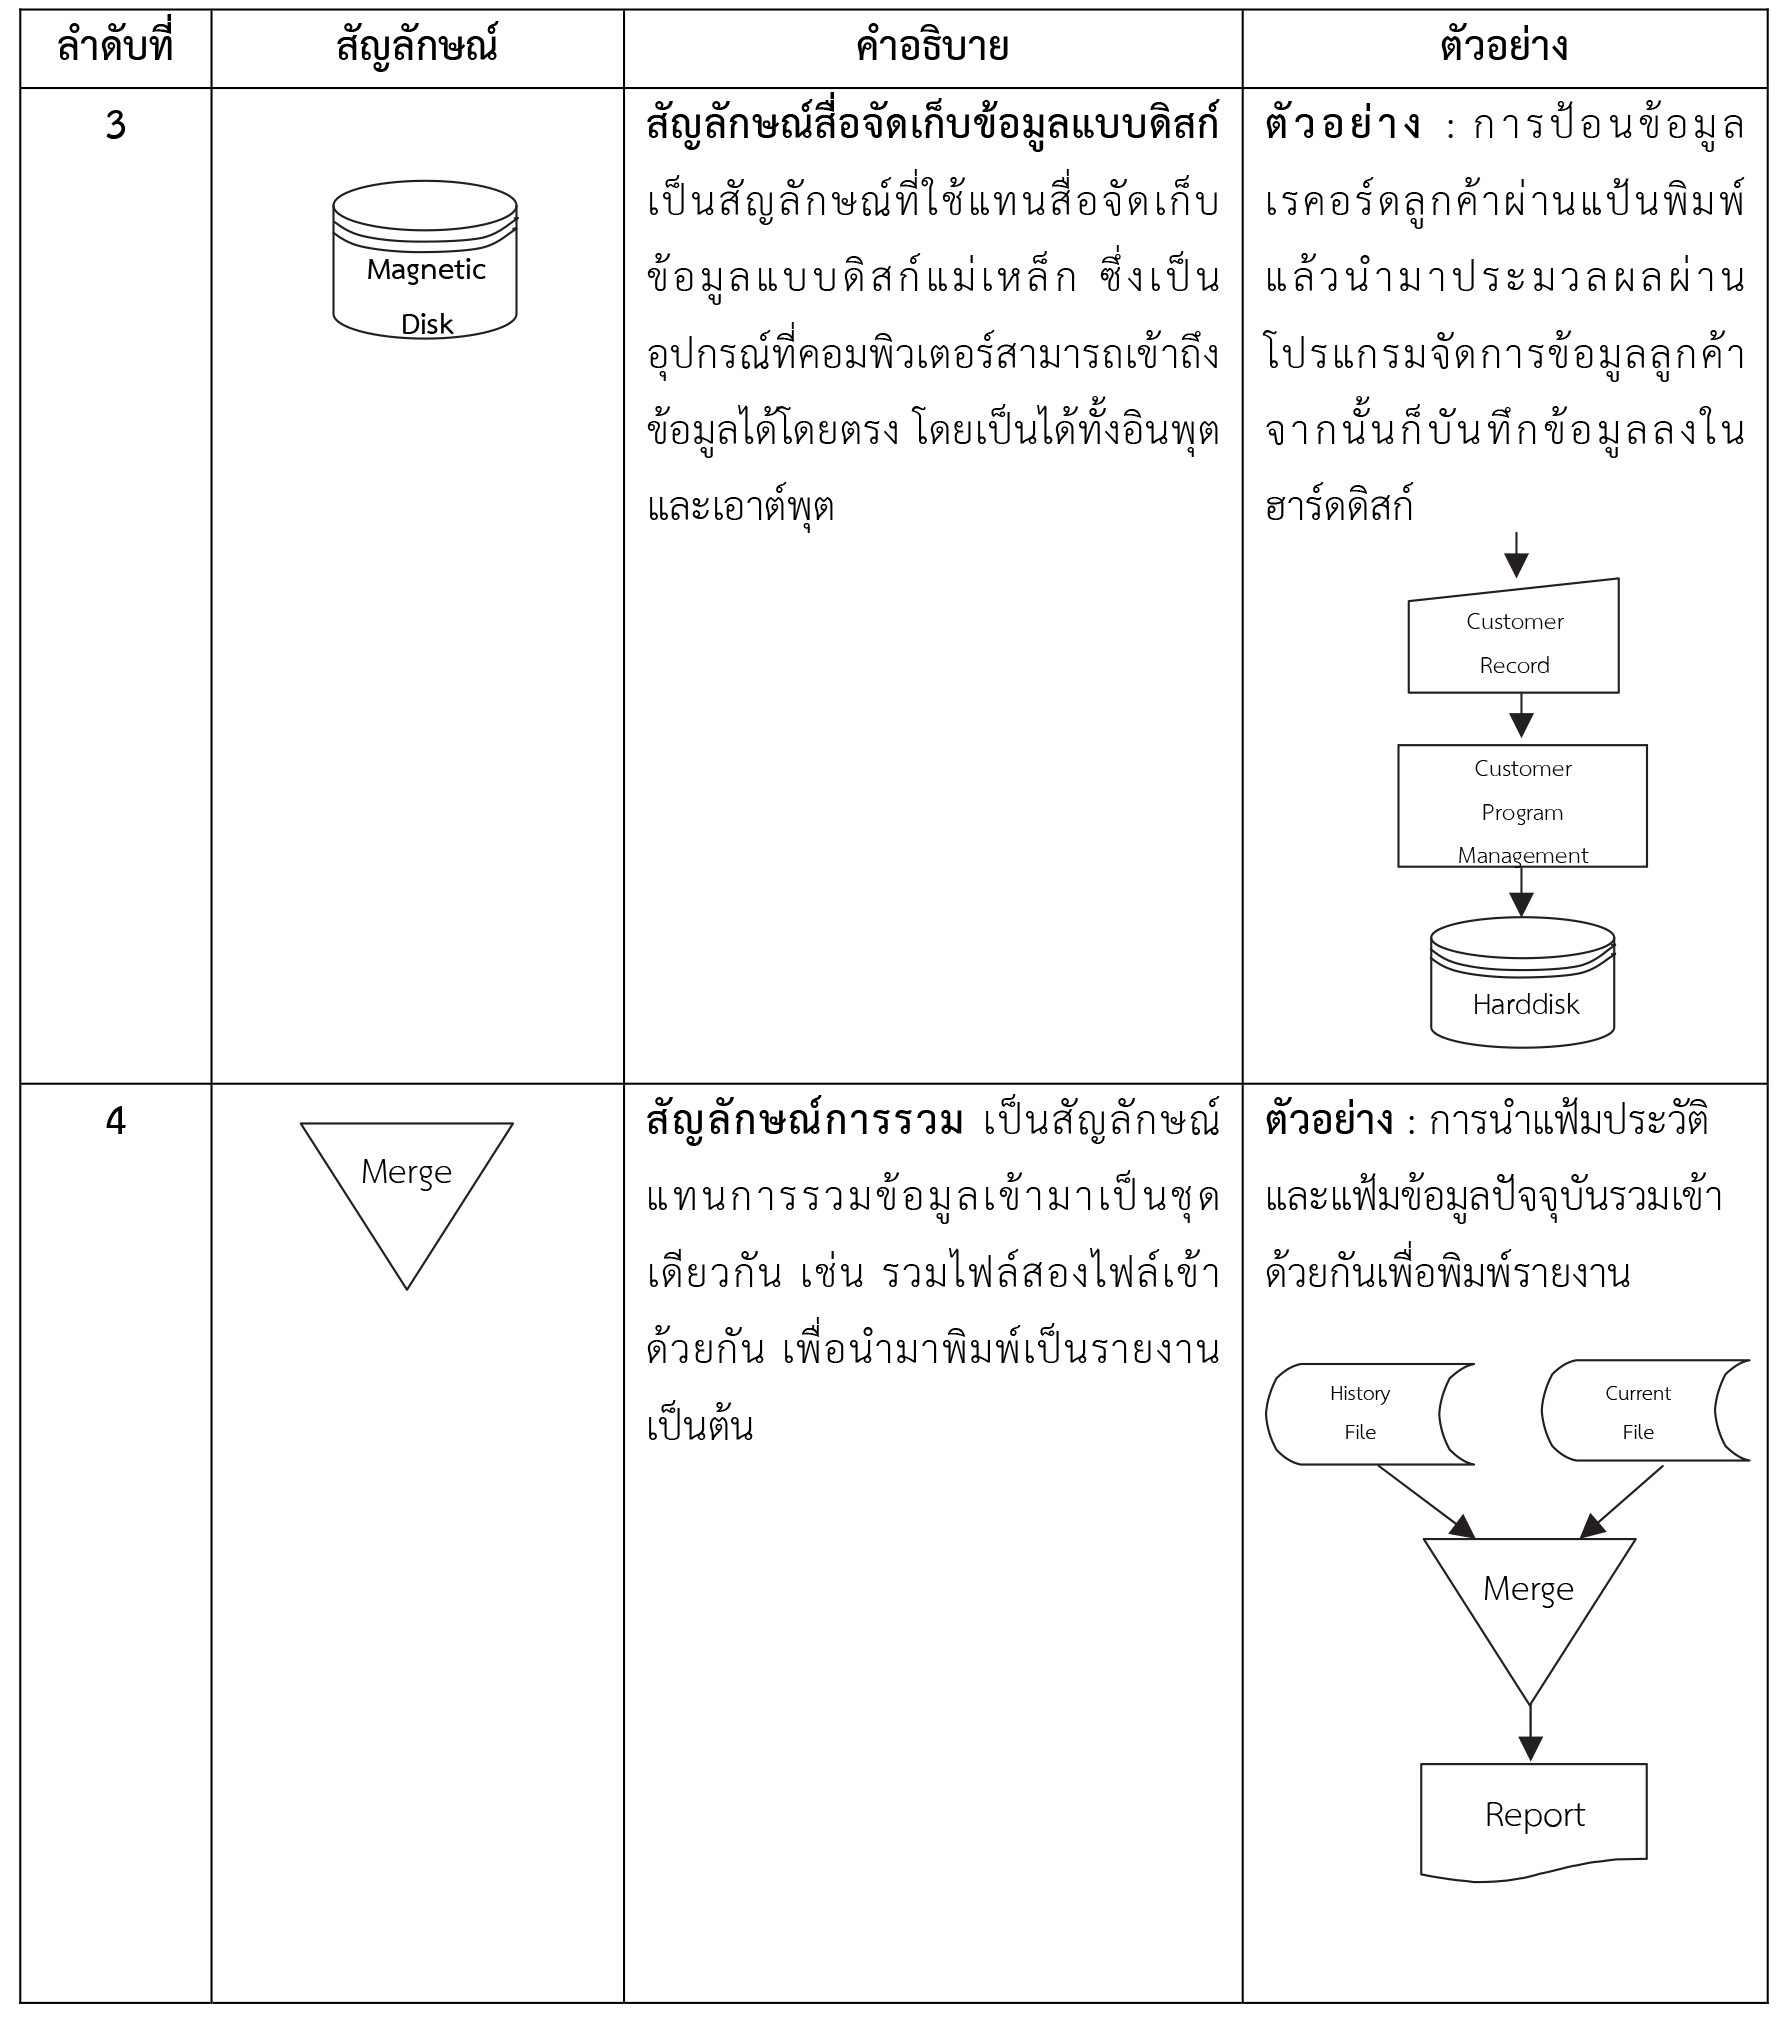 ลำดับที่ สัญลักษณ์ คำอธิบาย ตัวอย่าง
3
Magnetic
Disk
สัญลักษณ์สื่อจัดเก็บข้อมูลแบบดิสก์
เป็นสัญลักษณ์ที่ใช้แทนสื่อจัดเก็บ
ข้อมูลแบบดิสก์แม่เหล็ก ซึ่งเป็น
อุปกรณ์ที่คอมพิวเตอร์สามารถเข้าถึง
ข้อมูลได้โดยตรง โดยเป็นได้ทั้งอินพุต
และเอาต์พุต
ตัวอย่าง : การป้อนข้อมูล
เรคอร์ดลูกค้าผ่านแป้นพิมพ์
แล้วนำมาประมวลผลผ่าน
โปรแกรมจัดการข้อมูลลูกค้า
จากนั้นก็บันทึกข้อมูลลงใน
ฮาร์ดดิสก์
Customer
Record
Customer
Program
Management
Harddisk
4
Merge
สัญลักษณ์การรวม เป็นสัญลักษณ์
แทนการรวมข้อมูลเข้ามาเป็นชุด
เดียวกัน เช่น รวมไฟล์สองไฟล์เข้า
ด้วยกัน เพื่อนำมาพิมพ์เป็นรายงาน
เป็นต้น
ตัวอย่าง : การนำแฟ้มประวัติ
และแฟ้มข้อมูลปัจจุบันรวมเข้า
ด้วยกันเพื่อพิมพ์รายงาน
History
File
Current
File
Merge
Report